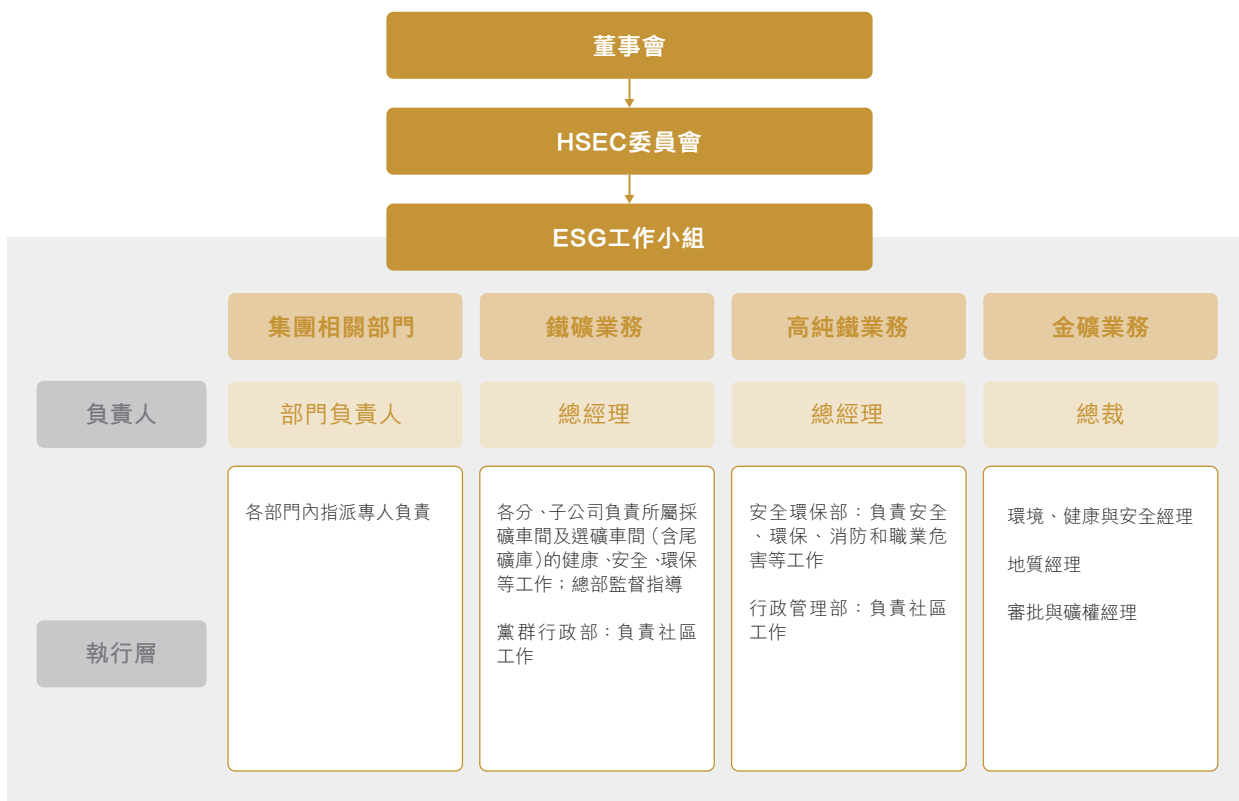 董事會
HSEC委員會
ESG工作小組
集團相關部門
鐵礦業務
高純鐵業務
金礦業務
負責人
部門負責人
總經理
總經理
總裁
執行層
各部門內指派專人負責
各分、子公司負責所屬採
礦車間及選礦車間（含尾
礦庫）的健康、安全、環保
等工作；總部監督指導
黨群行政部：負責社區
工作
安全環保部：負責安全
、環保、消防和職業危
害等工作
行政管理部：負責社區
工作
環境、健康與安全經理
地質經理
審批與礦權經理